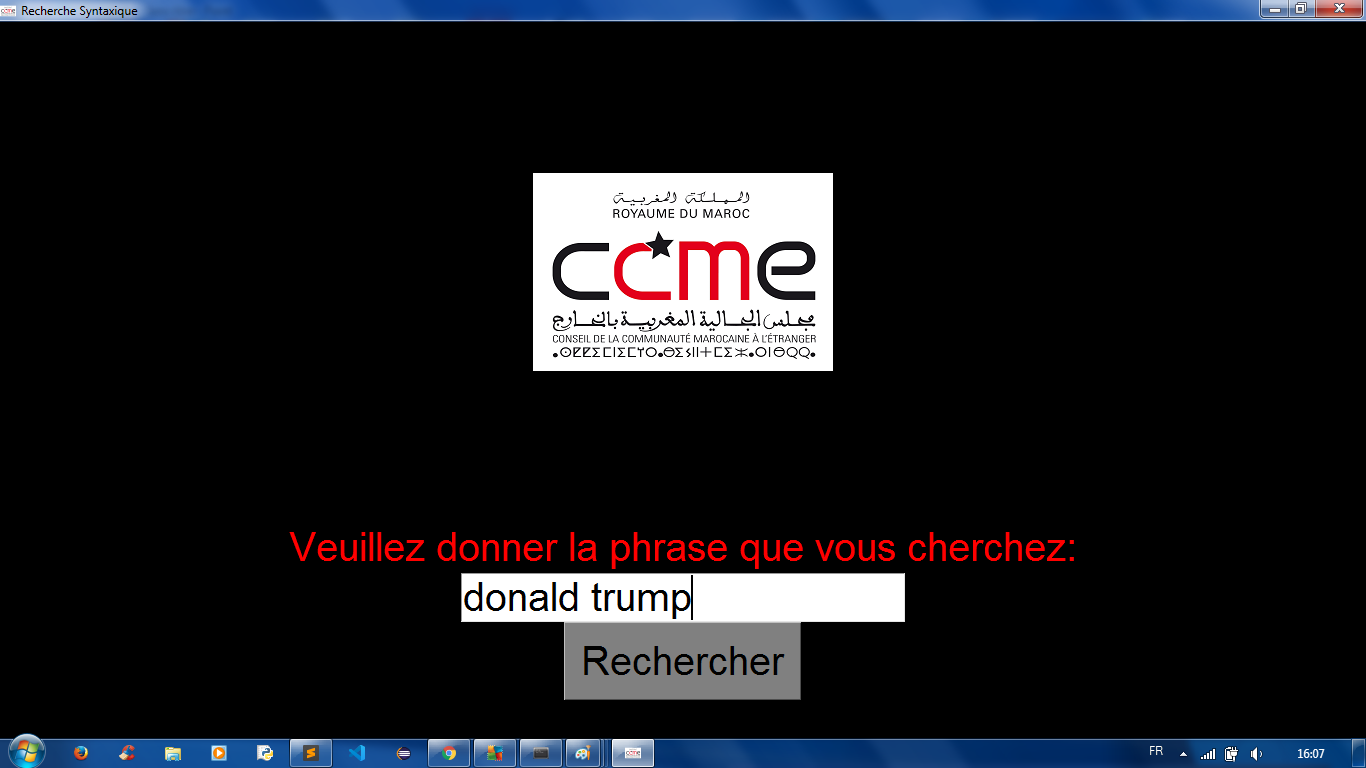 Recherche Syntaxique
المملكة المغربية
ROYAUME DU MAROC
ccme
مجلس الجالية المغربية بالخارج
CONSEIL DE LA COMMUNAUTÉ MAROCAINE À L'ÉTRANGER
Veuillez donner la phrase que vous cherchez:
donald trump
Rechercher
ccme
FR
16:07